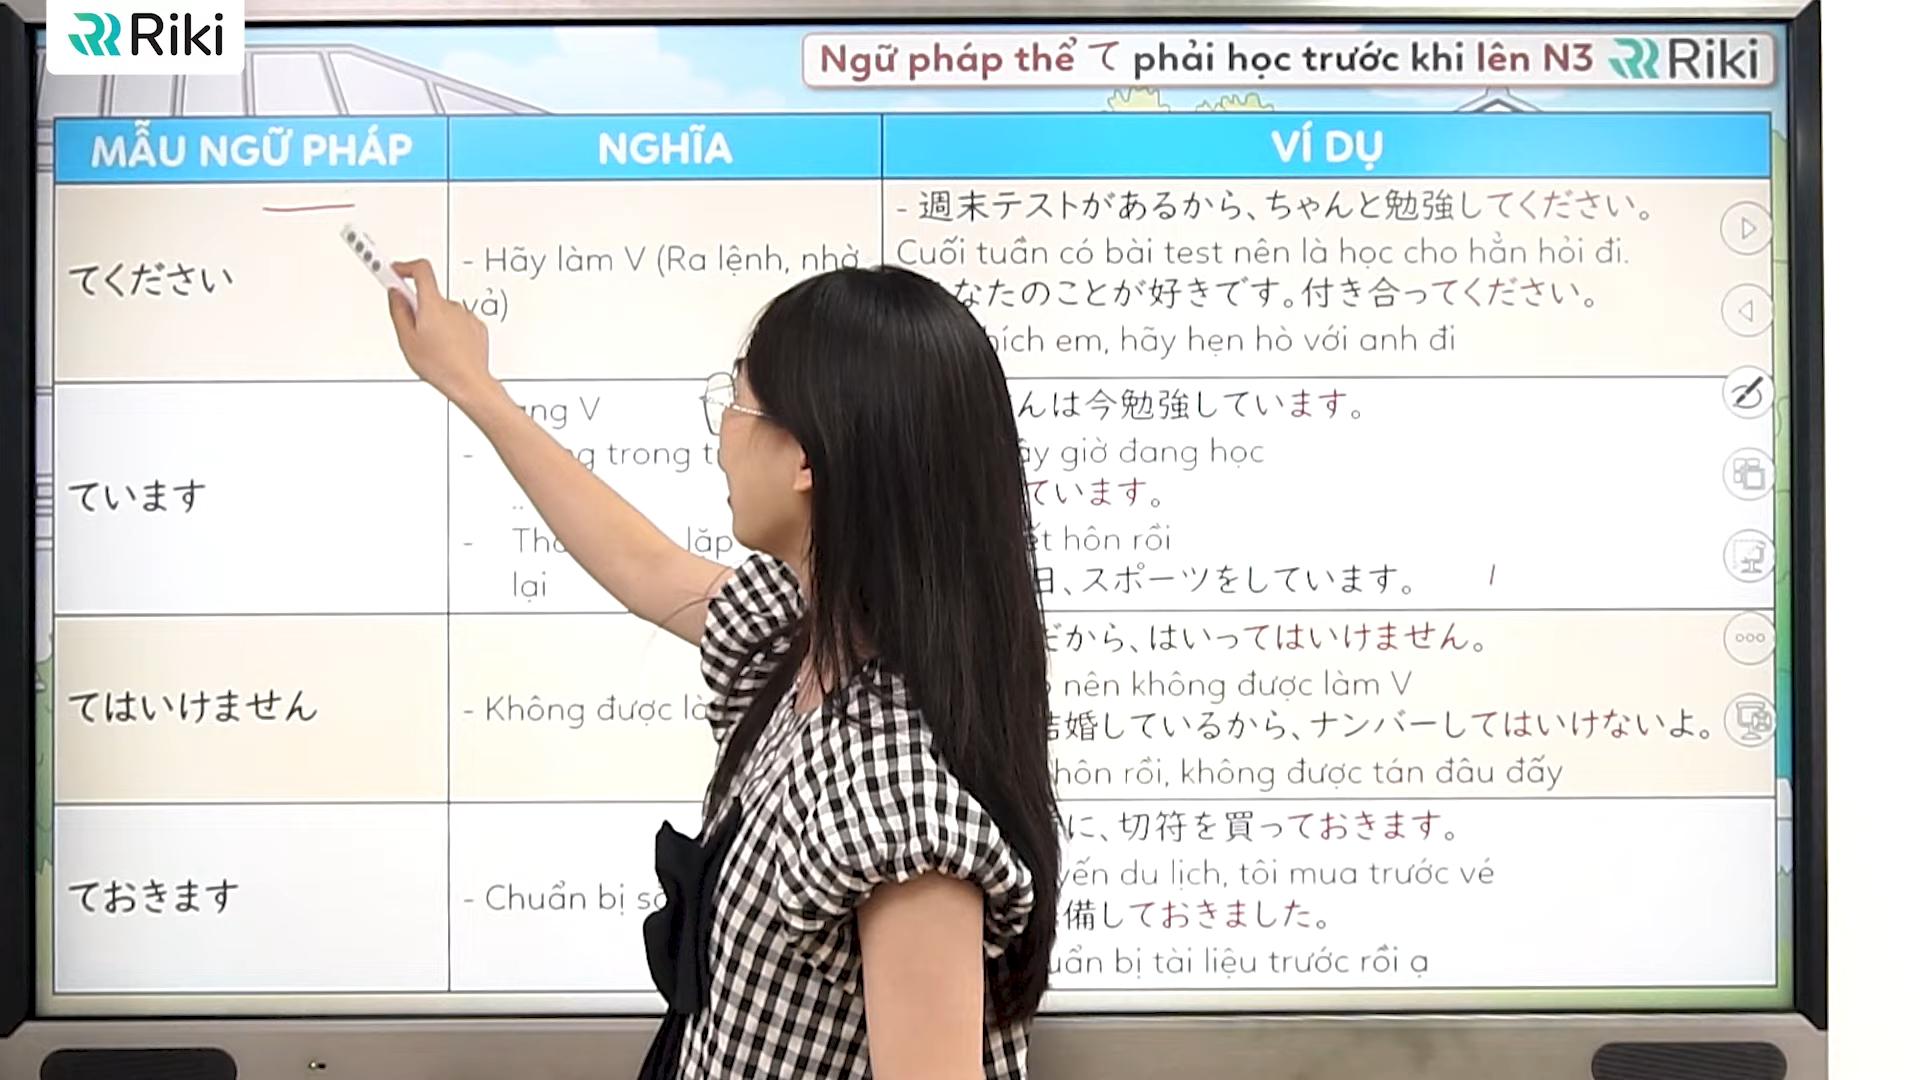 Riki
Ngữ pháp thể て phải học trước khi lên N3 Riki
MẪU NGỮ PHÁP
NGHĨA
VÍ DỤ
てください
- Hãy làm V (Ra lệnh, nhờ
vả)
- 週末テストがあるから、ちゃんと勉強してください。
Cuối tuần có bài test nên là học cho hẳn hỏi đi.
なたのことが好きです。付き合ってください。
hích em, hãy hẹn hò với anh đi
ています
ng V
- trong
- lặp
lại
んは今勉強しています。
giờ đang học
ています。
hôn rồi
日、スポーツをしています。
てはいけません
- Không được
だから、はいってはいけません。
nên không được làm V
婚しているから、ナンバーしてはいけないよ。
hôn rồi, không được tán đâu đấy
ておきます
- Chuẩn bị
に、切符を買っておきます。
du lịch, tôi mua trước vé
備しておきました。
bị tài liệu trước rồi ạ